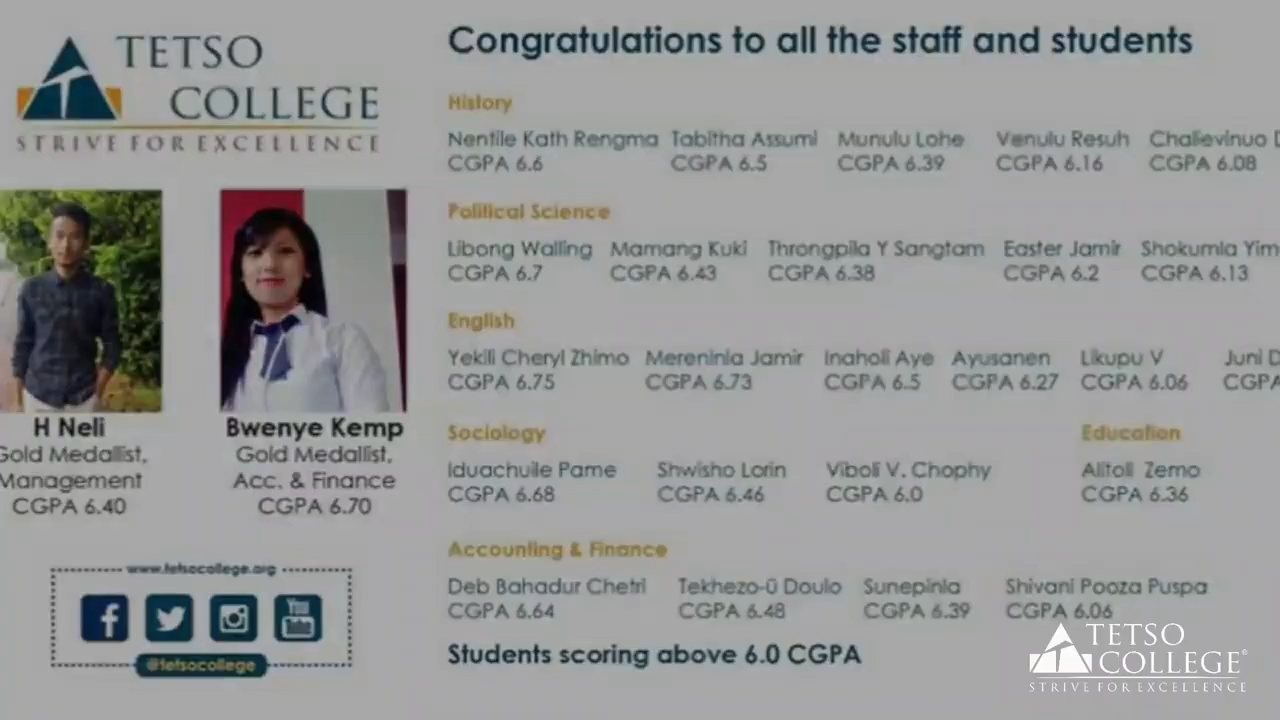 TETSO
COLLEGE
STRIVE FOR EXCELLENCE
H Neli
Gold Medallist,
Management
CGPA 6.40
Bwenye Kemp
Gold Medallist,
Acc. & Finance
CGPA 6.70
www.tetsocollege.org
You
Tube
@tetsocollege
Congratulations to all the staff and students
History
Nentile Kath Rengma Tabitha Assumi Munulu Lohe Venulu Resuh Challevinuo
CGPA 6.6 CGPA 6.5 CGPA 6.39 CGPA 6.16 CGPA 6.08
Political Science
Libong Walling Mamang Kuki Throngpila Y Sangtam Easter Jamir Shokumla Yim
CGPA 6.7 CGPA 6.43 CGPA 6.38 CGPA 6.2 CGPA 6.13
English
Yekili Cheryl Zhimo Mereninla Jamir Inaholi Aye Ayusanen Likupu V Juni D
CGPA 6.75 CGPA 6.73 CGPA 6.5 CGPA 6.27 CGPA 6.06 CGPA
Sociology Education
Iduachuile Pame Shwisho Lorin Viboli V. Chophy Alitoli Zemo
CGPA 6.68 CGPA 6.46 CGPA 6.0 CGPA 6.36
Accounting & Finance
Deb Bahadur Chetri Tekhezo-ü Doulo Sunepinla Shivani Pooza Puspa
CGPA 6.64 CGPA 6.48 CGPA 6.39 CGPA 6.06
Students scoring above 6.0 CGPA
TETSO
COLLEGE©
STRIVE FOR EXCELLENCE